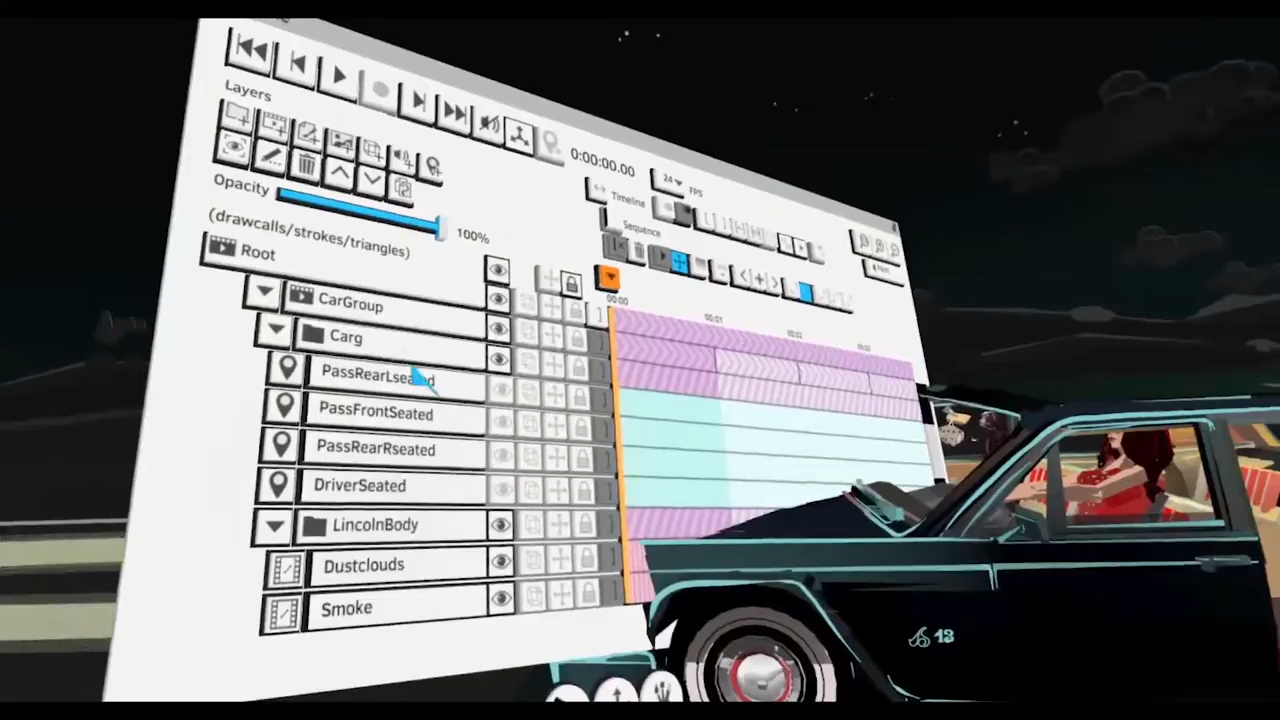 Layers
0:00:00.00
24 FPS
Timeline
Opacity
100%
Sequence
(drawcalls/strokes/triangles)
Root
00:00
00:01
CarGroup
Carg
PassRearLseated
PassFrontSeated
PassRearRseated
DriverSeated
LincolnBody
Dustclouds
Smoke
13